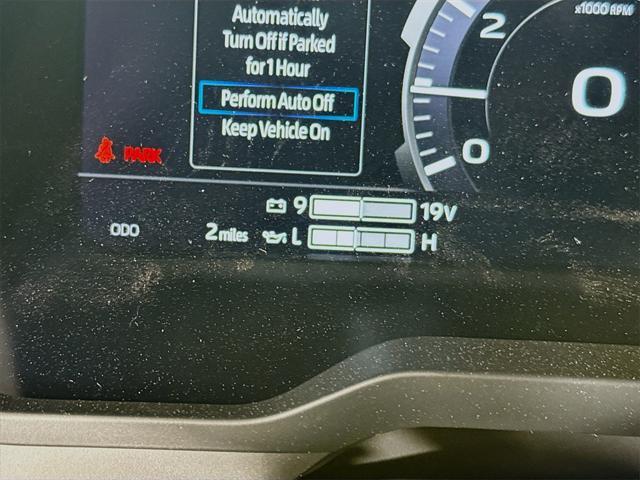 Automatically
Turn Off if Parked
for 1 Hour
Perform Auto Off
Keep Vehicle On
PARK
ODO 2 miles
9 19V
L H
x1000 RPM
2
0
0